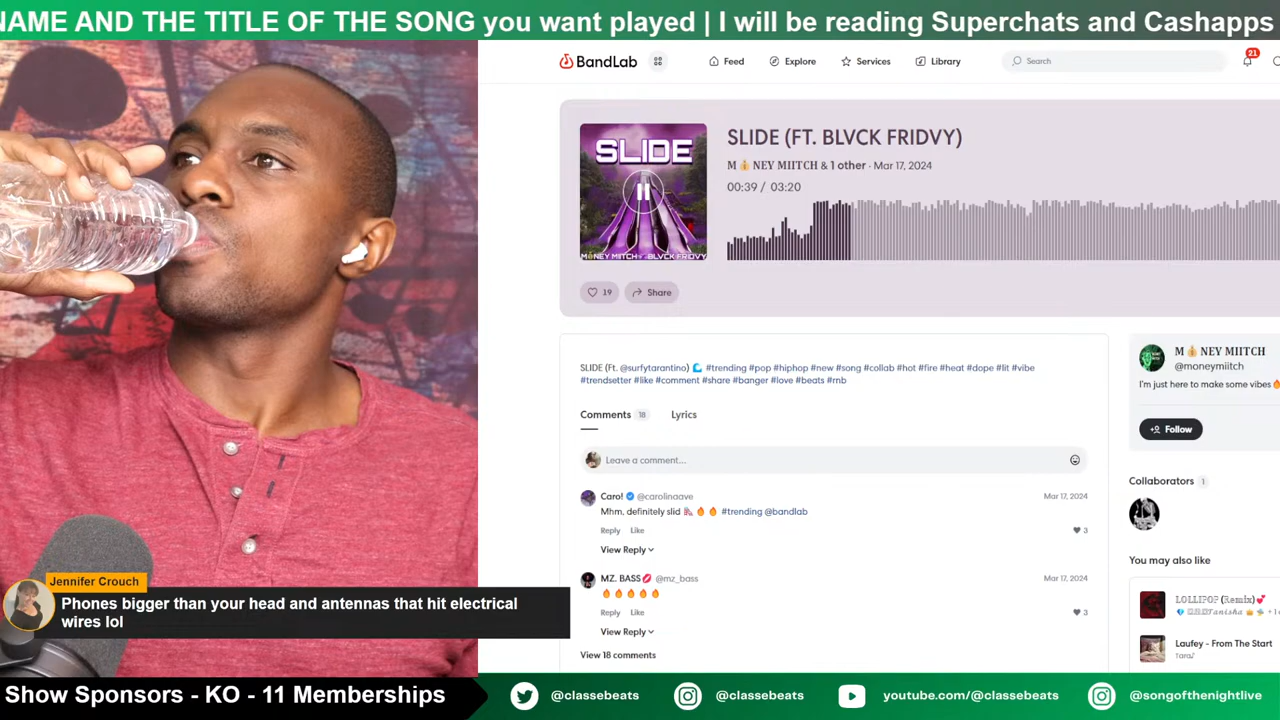 NAME AND THE TITLE OF THE SONG you want played | I will be reading Superchats and Cashapps
BandLab
Feed
Explore
Services
Library
Search
21
SLIDE
M NEY MIITCH BLVCK FRIDVY
SLIDE (FT. BLVCK FRIDVY)
M💰NEY MIITCH & 1 other · Mar 17, 2024
00:39 / 03:20
19
Share
SLIDE (Ft. @surfytarantino) 🌊 #trending #pop #hiphop #new #song #collab #hot #fire #heat #dope #lit #vibe
#trendsetter #like #comment #share #banger #love #beats #rnb
Comments 18
Lyrics
Leave a comment...
Caro! @carolinaave
Mar 17, 2024
Mhm, definitely slid 🛝 🔥 🔥 #trending @bandlab
Reply Like
3
View Reply
MZ. BASS💋 @mz_bass
Mar 17, 2024
🔥🔥🔥🔥🔥
Reply Like
3
View Reply
View 18 comments
M💰NEY MIITCH
@moneymiitch
I'm just here to make some vibes🔥
Follow
Collaborators 1
You may also like
LOLLIPOP (Remix)💕
Laufey - From The Start
TaraZ
Jennifer Crouch
Phones bigger than your head and antennas that hit electrical
wires lol
Show Sponsors - KO - 11 Memberships
@classebeats
@classebeats
youtube.com/@classebeats
@songofthenightlive